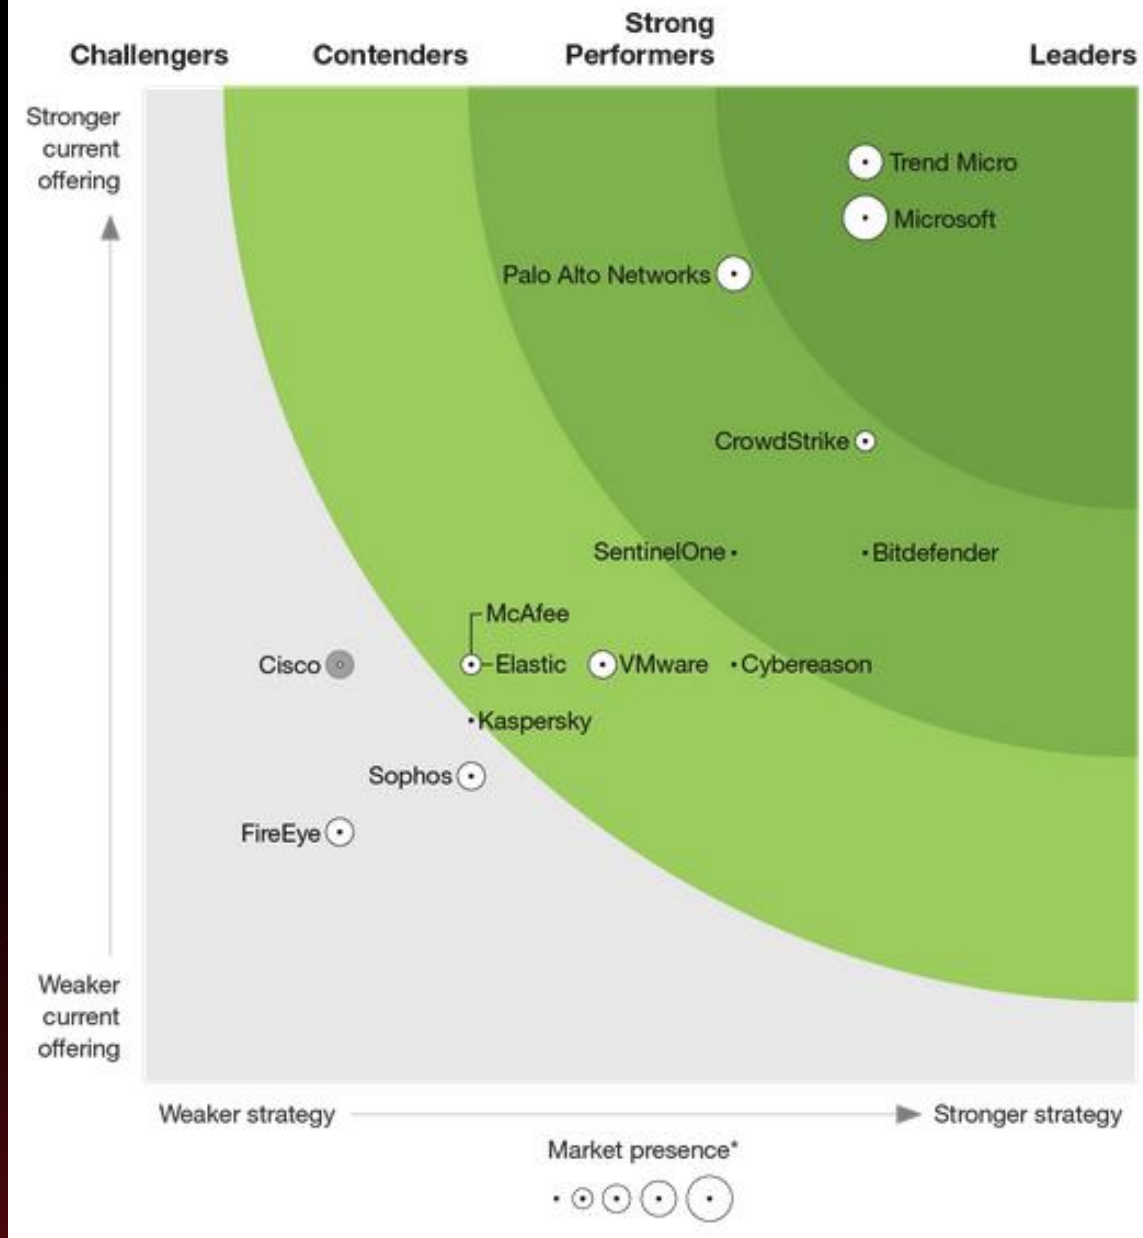 Challengers
Contenders
Strong
Performers
Leaders
Stronger
current
offering
Trend Micro
Microsoft
Palo Alto Networks
CrowdStrike
SentinelOne
Bitdefender
McAfee
Cisco
Elastic
VMware
Cybereason
Kaspersky
Sophos
FireEye
Weaker
current
offering
Weaker strategy
Stronger strategy
Market presence*